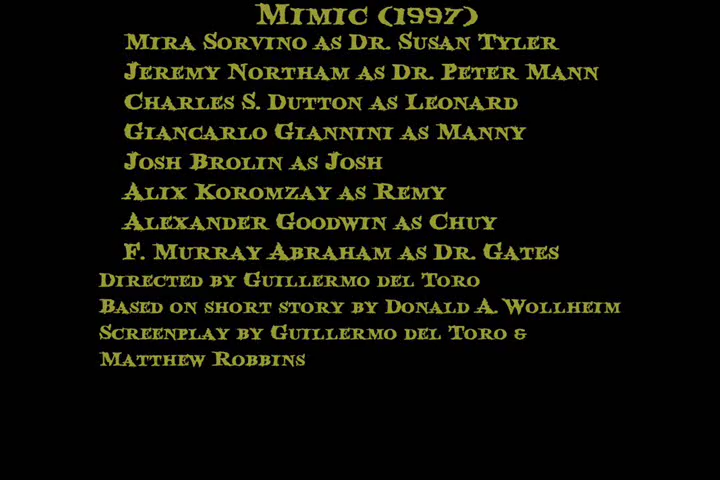 Mimic (1997)
Mira Sorvino as Dr. Susan Tyler
Jeremy Northam as Dr. Peter Mann
Charles S. Dutton as Leonard
Giancarlo Giannini as Manny
Josh Brolin as Josh
Alix Koromzay as Remy
Alexander Goodwin as Chuy
F. Murray Abraham as Dr. Gates
Directed by Guillermo del Toro
Based on short story by Donald A. Wollheim
Screenplay by Guillermo del Toro &
Matthew Robbins